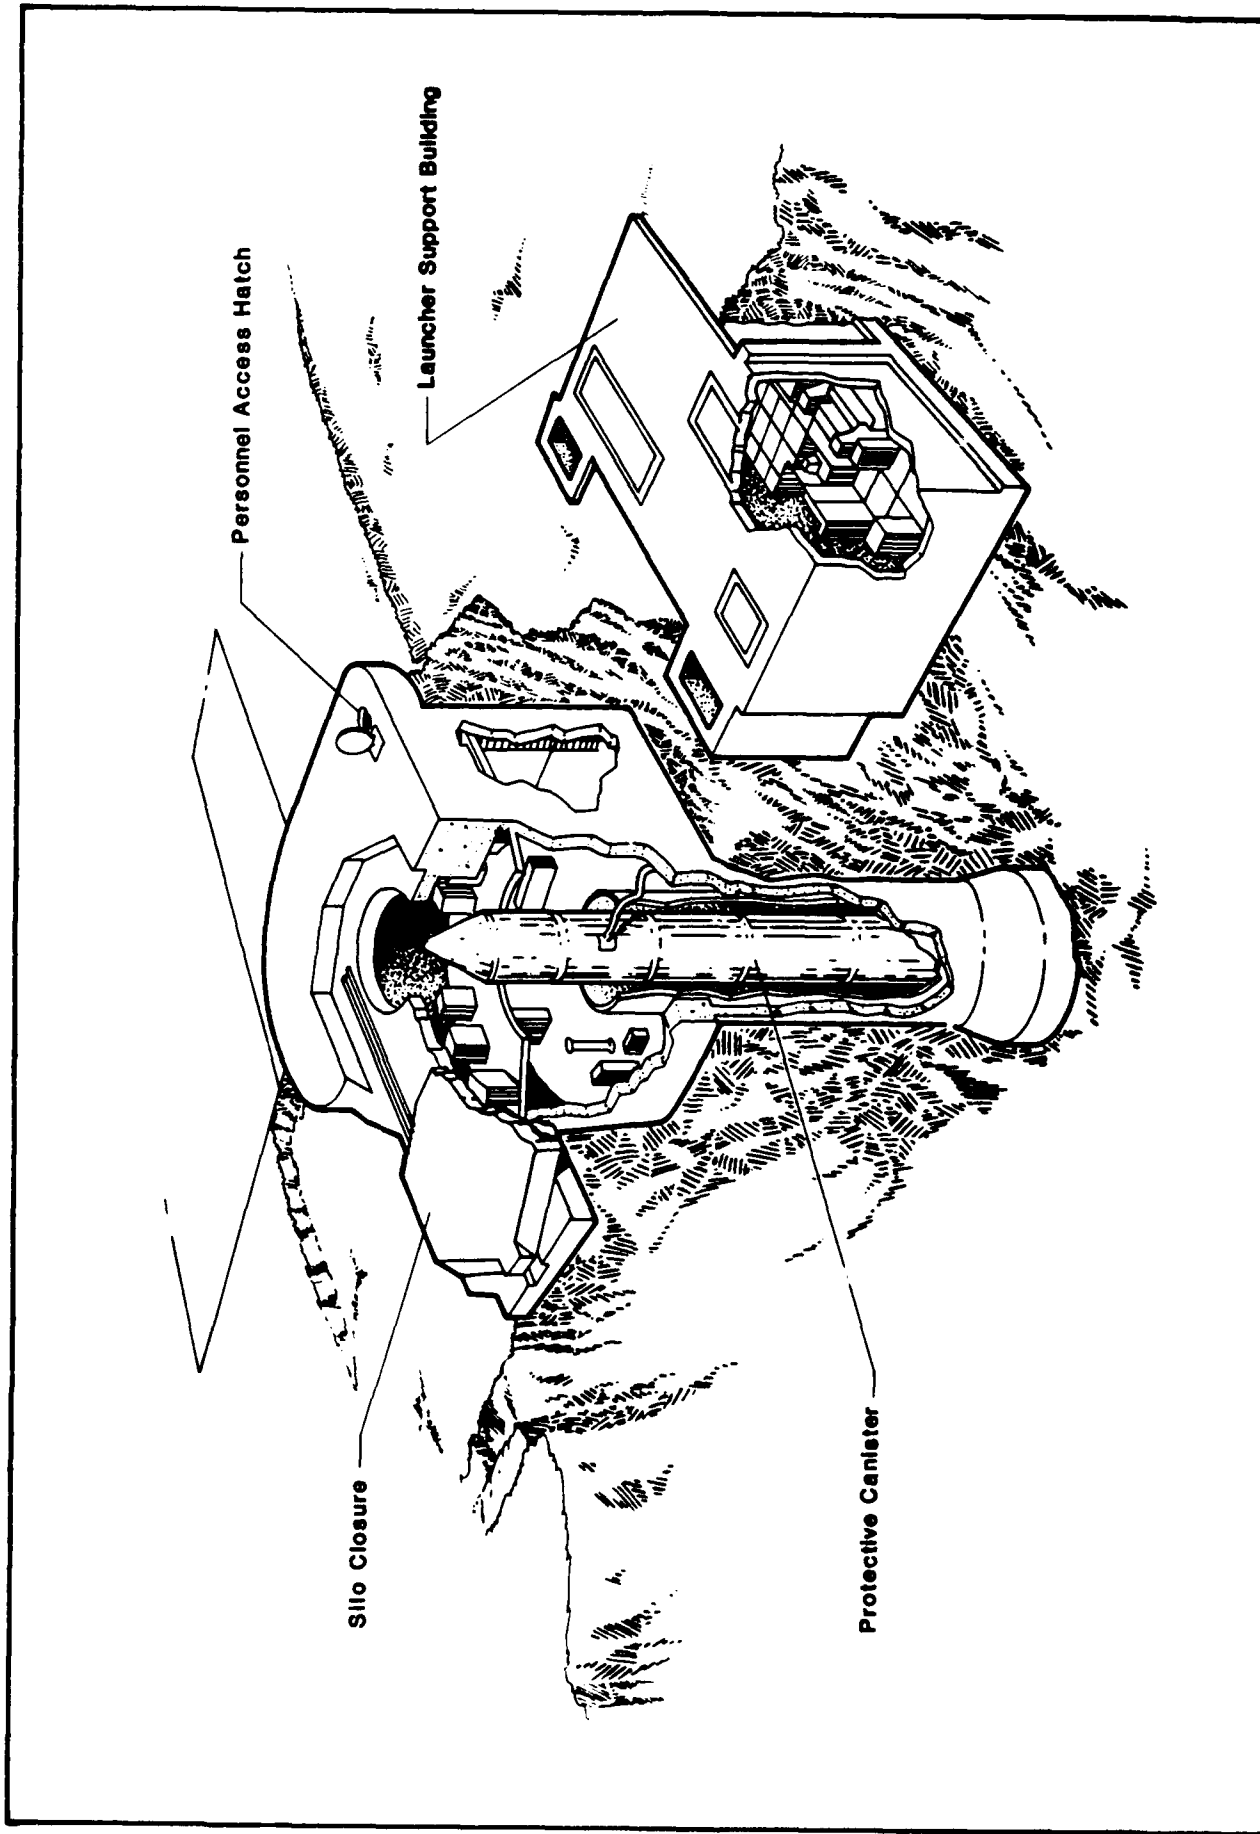 Personnel Access Hatch
Launcher Support Building
Silo Closure
Protective Canister